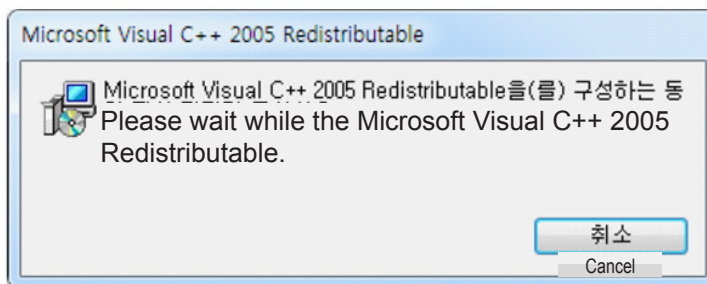 Microsoft Visual C++ 2005 Redistributable
Microsoft Visual C++ 2005 Redistributable을(를) 구성하는 동
Please wait while the Microsoft Visual C++ 2005
Redistributable.
취소
Cancel